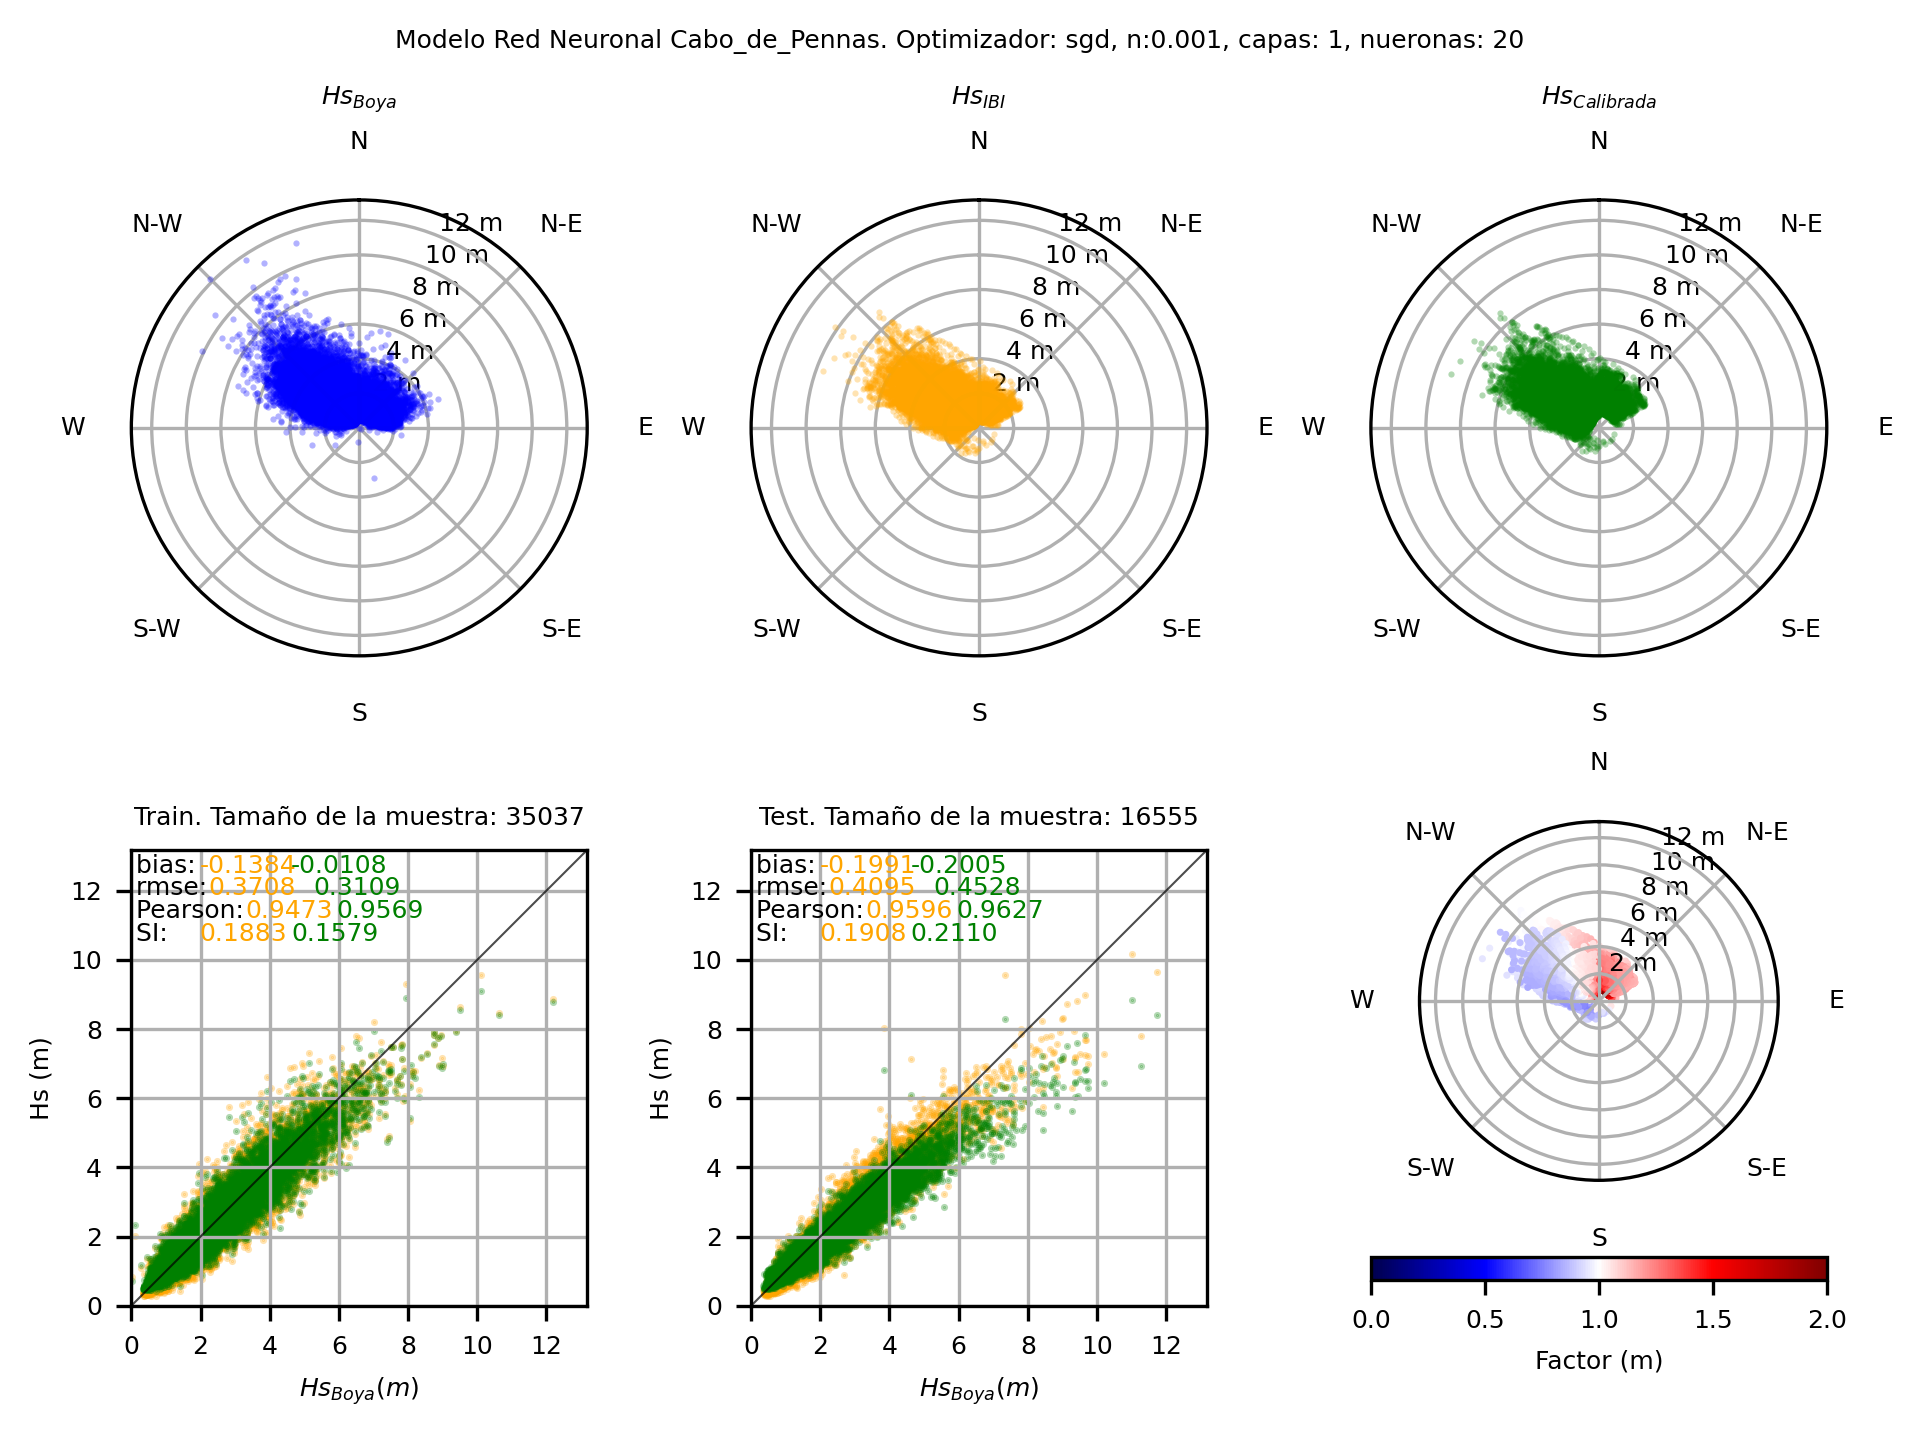 Modelo Red Neuronal Cabo_de_Pennas. Optimizador: sgd, n:0.001, capas: 1, nueronas: 20
Hs_Boya
N
N-W
N-E
12 m
10 m
8 m
6 m
4 m
m
W
E
S-W
S-E
S
Hs_IBI
N
N-W
N-E
12 m
10 m
8 m
6 m
4 m
2 m
W
E
S-W
S-E
S
Hs_Calibrada
N
N-W
N-E
12 m
10 m
8 m
6 m
4 m
2 m
W
E
S-W
S-E
S
Train. Tamaño de la muestra: 35037
bias: -0.1384 -0.0108
rmse: 0.3708 0.3109
Pearson: 0.9473 0.9569
SI: 0.1883 0.1579
Hs (m)
12
10
8
6
4
2
0
0 2 4 6 8 10 12
Hs_Boya(m)
Test. Tamaño de la muestra: 16555
bias: -0.1991 -0.2005
rmse: 0.4095 0.4528
Pearson: 0.9596 0.9627
SI: 0.1908 0.2110
Hs (m)
12
10
8
6
4
2
0
0 2 4 6 8 10 12
Hs_Boya(m)
N
N-W
N-E
12 m
10 m
8 m
6 m
4 m
2 m
W
E
S-W
S-E
S
0.0 0.5 1.0 1.5 2.0
Factor (m)